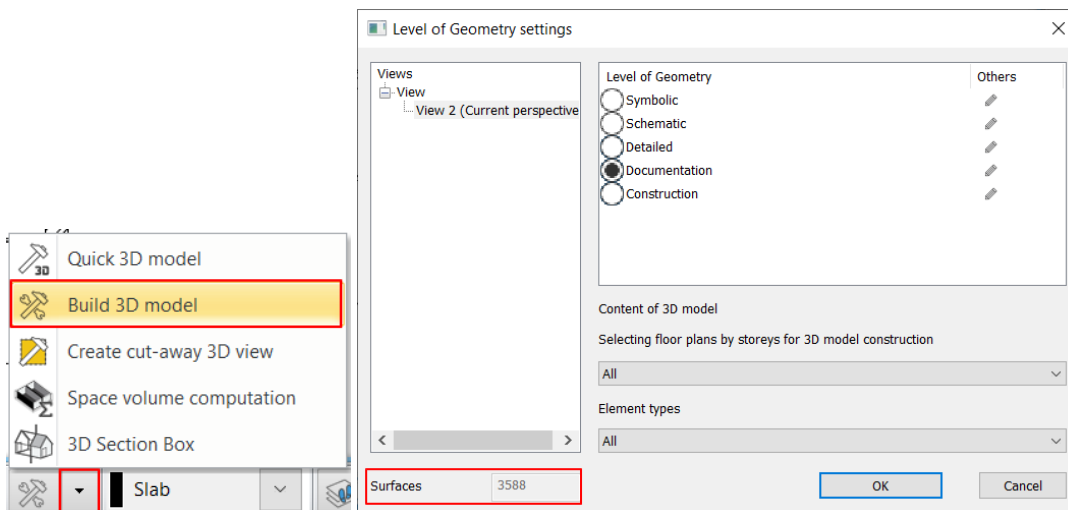 Quick 3D model
3D
Build 3D model
Create cut-away 3D view
Space volume computation
3D Section Box
Slab
Level of Geometry settings
Views
View
View 2 (Current perspective
Level of Geometry Others
Symbolic
Schematic
Detailed
Documentation
Construction
Content of 3D model
Selecting floor plans by storeys for 3D model construction
All
Element types
All
Surfaces 3588
OK Cancel